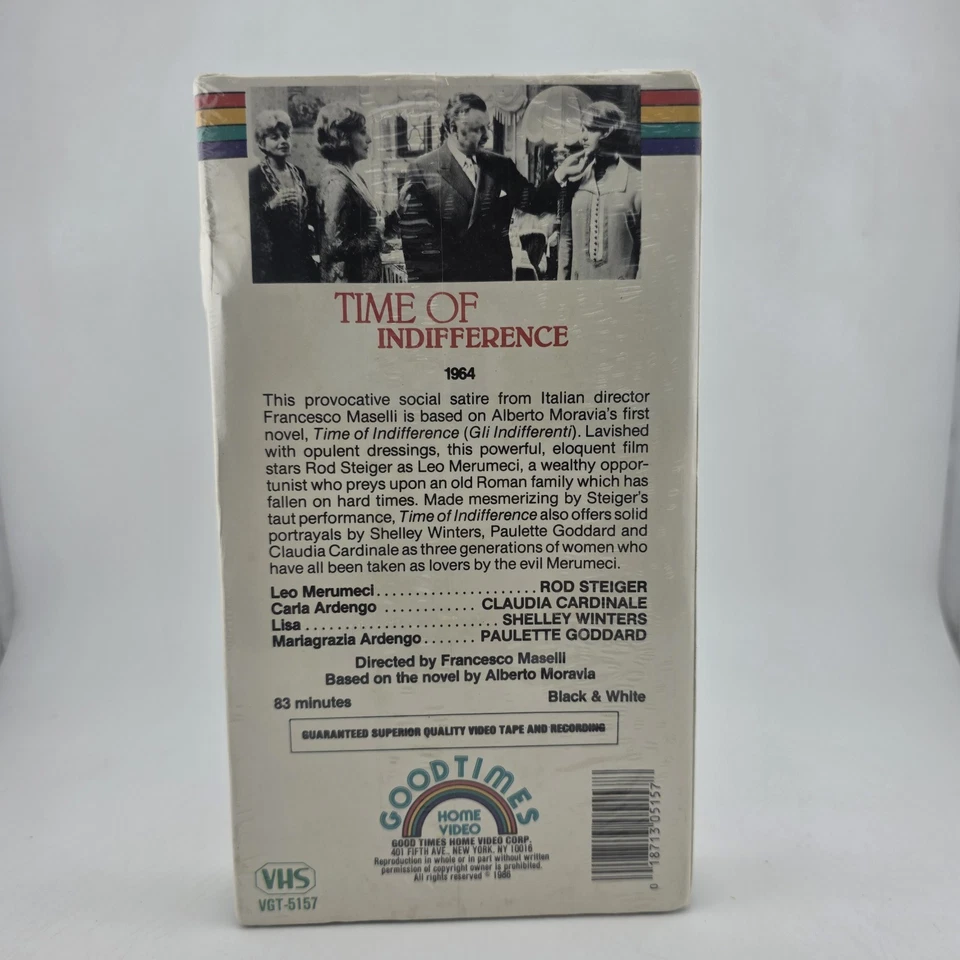 TIME OF
INDIFFERENCE
1964
This provocative social satire from Italian director
Francesco Maselli is based on Alberto Moravia's first
novel, Time of Indifference (Gli Indifferenti). Lavished
with opulent dressings, this powerful, eloquent film
stars Rod Steiger as Leo Merumeci, a wealthy oppor-
tunist who preys upon an old Roman family which has
fallen on hard times. Made mesmerizing by Steiger's
taut performance, Time of Indifference also offers solid
portrayals by Shelley Winters, Paulette Goddard and
Claudia Cardinale as three generations of women who
have all been taken as lovers by the evil Merumeci.
Leo Merumeci..................... ROD STEIGER
Carla Ardengo ............ CLAUDIA CARDINALE
Lisa ......................... SHELLEY WINTERS
Mariagrazia Ardengo....... PAULETTE GODDARD
Directed by Francesco Maselli
Based on the novel by Alberto Moravia
83 minutes Black & White
GUARANTEED SUPERIOR QUALITY VIDEO TAPE AND RECORDING
GOODTIMES
HOME
VIDEO
GOOD TIMES HOME VIDEO CORP.
401 FIFTH AVE., NEW YORK, NY 10016
Reproduction in whole or in part without written
permission of copyright owner is prohibited.
All rights reserved © 1986
VHS
VGT-5157
0 18713 05157